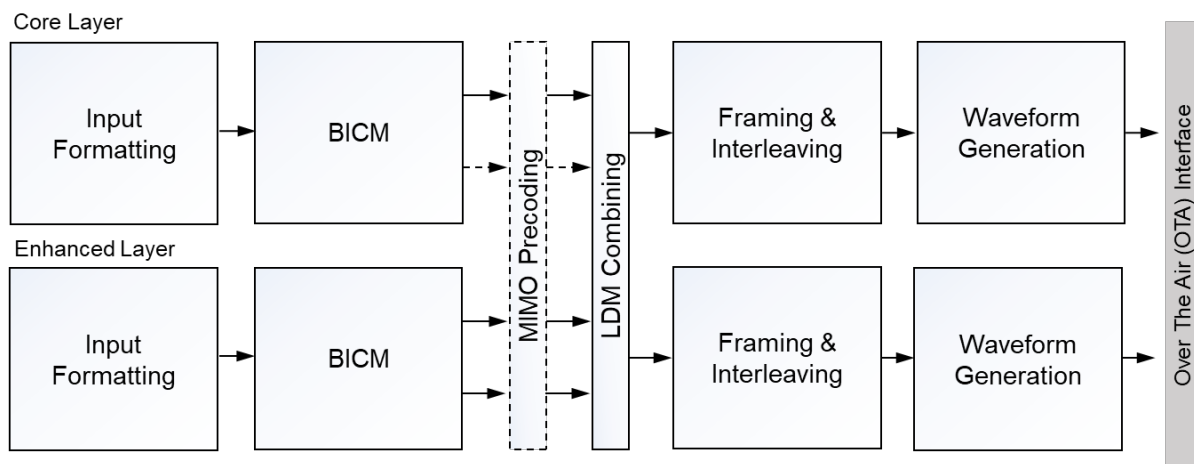 Core Layer
Input
Formatting
BICM
MIMO Precoding
LDM Combining
Framing &
Interleaving
Waveform
Generation
Over The Air (OTA) Interface
Enhanced Layer
Input
Formatting
BICM
Framing &
Interleaving
Waveform
Generation